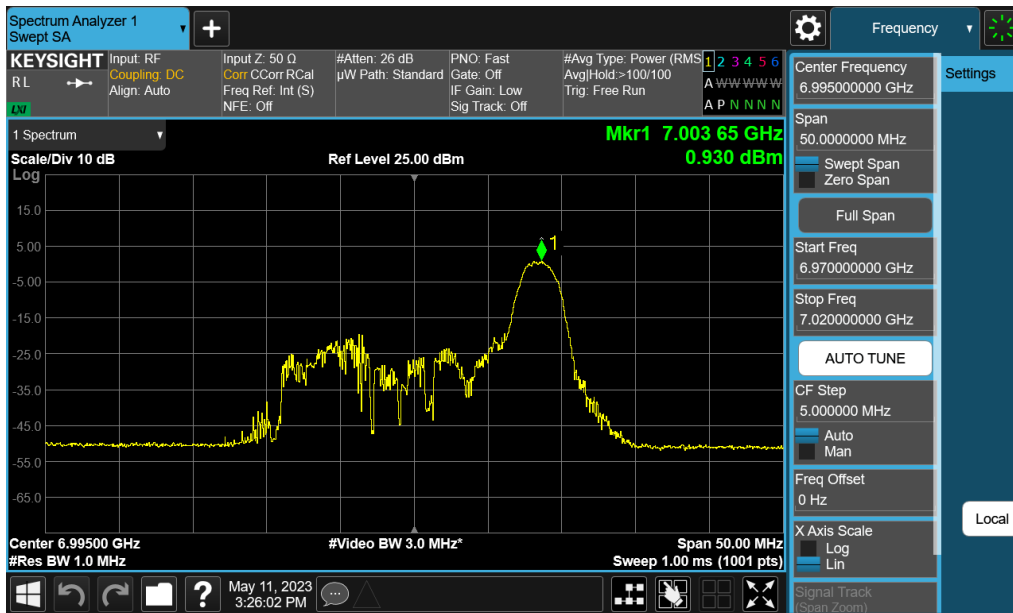 Spectrum Analyzer 1
Swept SA
Frequency
KEYSIGHT
R L
LXI
Input: RF
Coupling: DC
Align: Auto
Input Z: 50 Ω
Corr CCorr RCal
Freq Ref: Int (S)
NFE: Off
#Atten: 26 dB
µW Path: Standard
PNO: Fast
Gate: Off
IF Gain: Low
Sig Track: Off
#Avg Type: Power (RMS
Avg|Hold:>100/100
Trig: Free Run
1 2 3 4 5 6
A W W W W W
A P N N N N
1 Spectrum
Scale/Div 10 dB
Log
Ref Level 25.00 dBm
Mkr1 7.003 65 GHz
0.930 dBm
1
15.0
5.00
-5.00
-15.0
-25.0
-35.0
-45.0
-55.0
-65.0
Center 6.99500 GHz
#Res BW 1.0 MHz
#Video BW 3.0 MHz*
Span 50.00 MHz
Sweep 1.00 ms (1001 pts)
May 11, 2023
3:26:02 PM
Center Frequency
6.995000000 GHz
Span
50.0000000 MHz
Swept Span
Zero Span
Full Span
Start Freq
6.970000000 GHz
Stop Freq
7.020000000 GHz
AUTO TUNE
CF Step
5.000000 MHz
Auto
Man
Freq Offset
0 Hz
X Axis Scale
Log
Lin
Signal Track
(Span Zoom)
Settings
Local